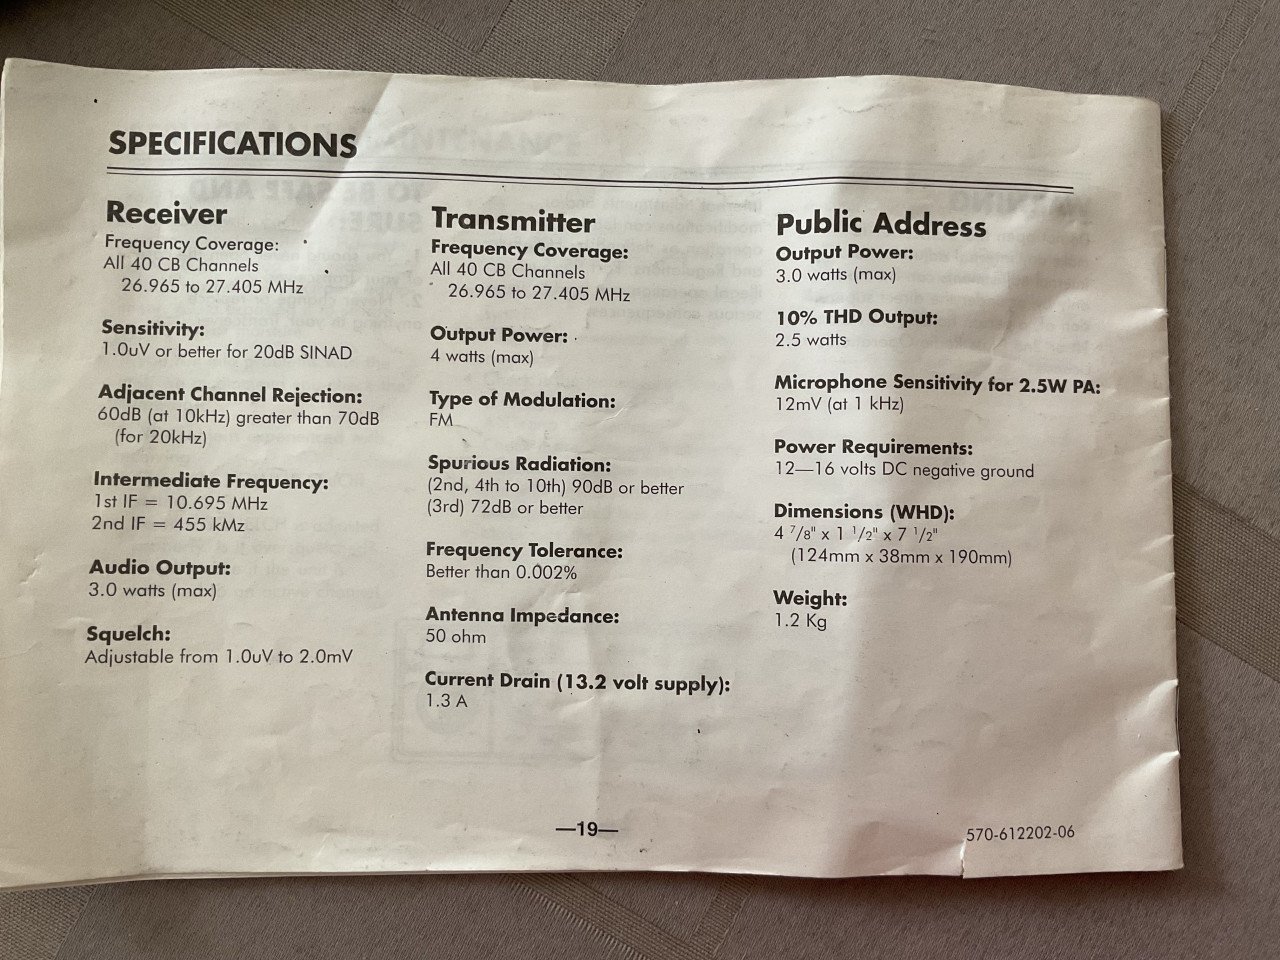 SPECIFICATIONS
Receiver
Frequency Coverage:
All 40 CB Channels
26.965 to 27.405 MHz
Sensitivity:
1.0uV or better for 20dB SINAD
Adjacent Channel Rejection:
60dB (at 10kHz) greater than 70dB
(for 20kHz)
Intermediate Frequency:
1st IF = 10.695 MHz
2nd IF = 455 kMz
Audio Output:
3.0 watts (max)
Squelch:
Adjustable from 1.0uV to 2.0mV
Transmitter
Frequency Coverage:
All 40 CB Channels
26.965 to 27.405 MHz
Output Power:
4 watts (max)
Type of Modulation:
FM
Spurious Radiation:
(2nd, 4th to 10th) 90dB or better
(3rd) 72dB or better
Frequency Tolerance:
Better than 0.002%
Antenna Impedance:
50 ohm
Current Drain (13.2 volt supply):
1.3 A
Public Address
Output Power:
3.0 watts (max)
10% THD Output:
2.5 watts
Microphone Sensitivity for 2.5W PA:
12mV (at 1 kHz)
Power Requirements:
12—16 volts DC negative ground
Dimensions (WHD):
4 7/8" x 1 1/2" x 7 1/2"
(124mm x 38mm x 190mm)
Weight:
1.2 Kg
—19—
570-612202-06